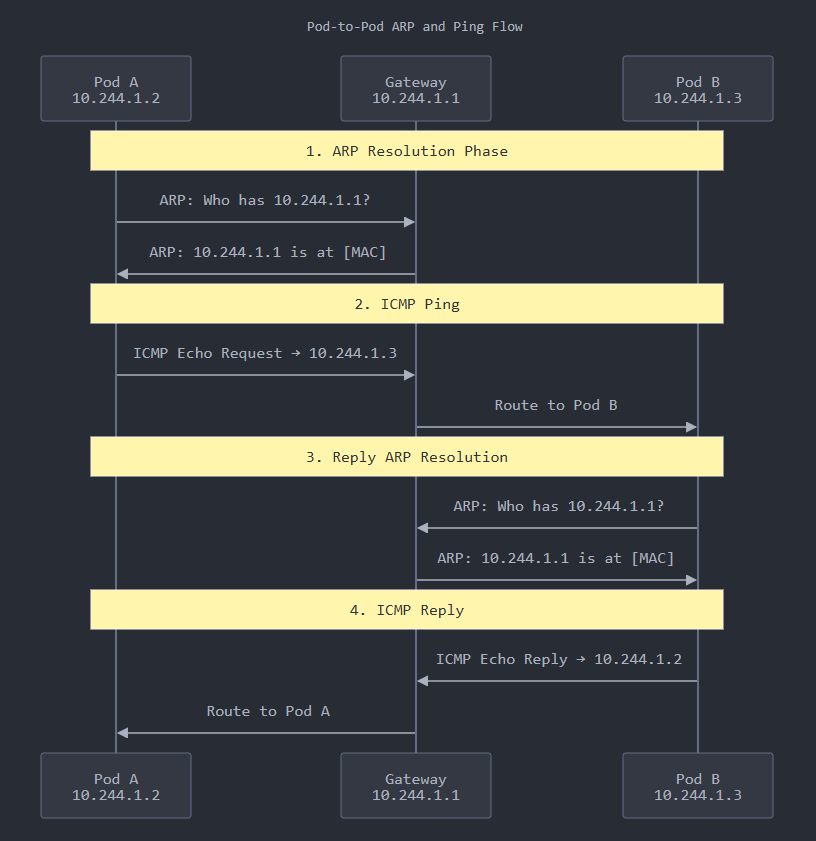 Pod-to-Pod ARP and Ping Flow
Pod A
10.244.1.2
Gateway
10.244.1.1
Pod B
10.244.1.3
1. ARP Resolution Phase
ARP: Who has 10.244.1.1?
ARP: 10.244.1.1 is at [MAC]
2. ICMP Ping
ICMP Echo Request → 10.244.1.3
Route to Pod B
3. Reply ARP Resolution
ARP: Who has 10.244.1.1?
ARP: 10.244.1.1 is at [MAC]
4. ICMP Reply
ICMP Echo Reply → 10.244.1.2
Route to Pod A
Pod A
10.244.1.2
Gateway
10.244.1.1
Pod B
10.244.1.3